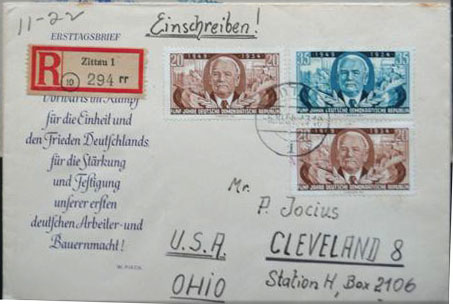 11-22
Einschreiben!
ERSTTAGSBRIEF
R
Zittau 1
294 rr
Vorwärts im Kampf
für die Einheit und
den Frieden Deutschlands
für die Stärkung
und Festigung
unserer ersten
deutschen Arbeiter- und
Bauernmacht!
W. PIECK
20 1949 1954 20
FÜNF JAHRE DEUTSCHE DEMOKRATISCHE REPUBLIK
35 1949 1954 35
FÜNF JAHRE DEUTSCHE DEMOKRATISCHE REPUBLIK
20 1949 1954 20
FÜNF JAHRE DEUTSCHE DEMOKRATISCHE REPUBLIK
Mr.
P. Jocius
U.S.A.
CLEVELAND 8
OHIO
Station H, Box 2106